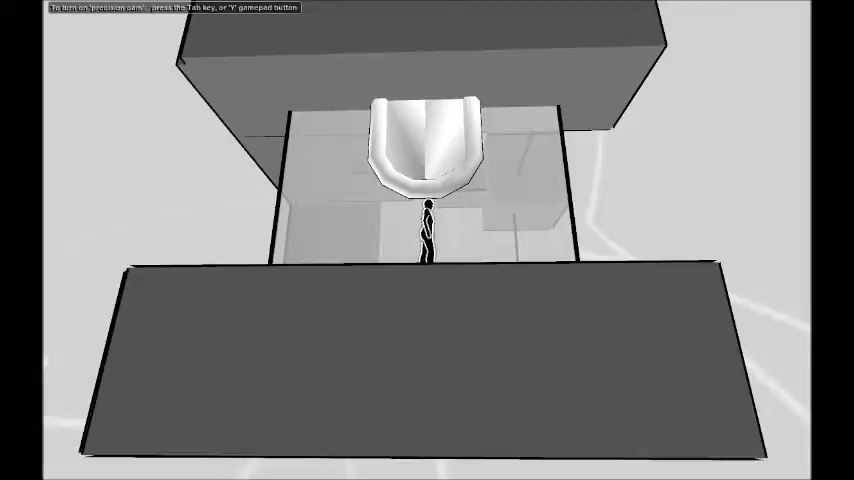 To turn on 'precision cam', press the Tab key, or 'Y' gamepad button